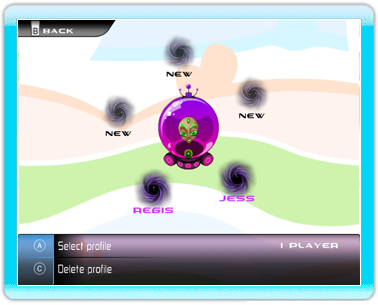 B BACK
NEW
NEW
NEW
REGIS
JESS
A Select profile
1 PLAYER
C Delete profile